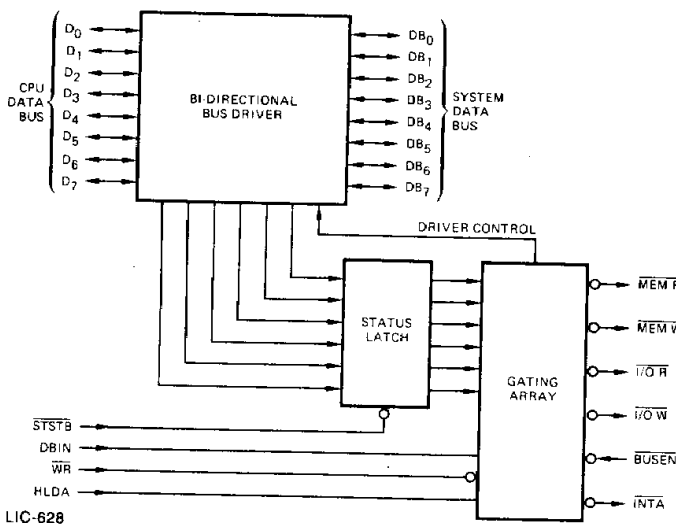 D0
D1
D2
D3
D4
D5
D6
D7
CPU
DATA
BUS
BI-DIRECTIONAL
BUS DRIVER
DB0
DB1
DB2
DB3
DB4
DB5
DB6
DB7
SYSTEM
DATA
BUS
DRIVER CONTROL
STATUS
LATCH
GATING
ARRAY
MEM R
MEM W
I/O R
I/O W
BUSEN
INTA
STSTB
DBIN
WR
HLDA
LIC-628